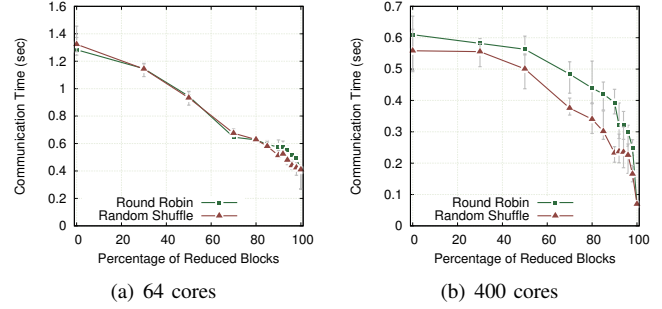 1.6
1.4
1.2
1
0.8
0.6
0.4
0.2
0
Communication Time (sec)
Round Robin
Random Shuffle
0 20 40 60 80 100
Percentage of Reduced Blocks
(a) 64 cores
0.7
0.6
0.5
0.4
0.3
0.2
0.1
0
Communication Time (sec)
Round Robin
Random Shuffle
0 20 40 60 80 100
Percentage of Reduced Blocks
(b) 400 cores